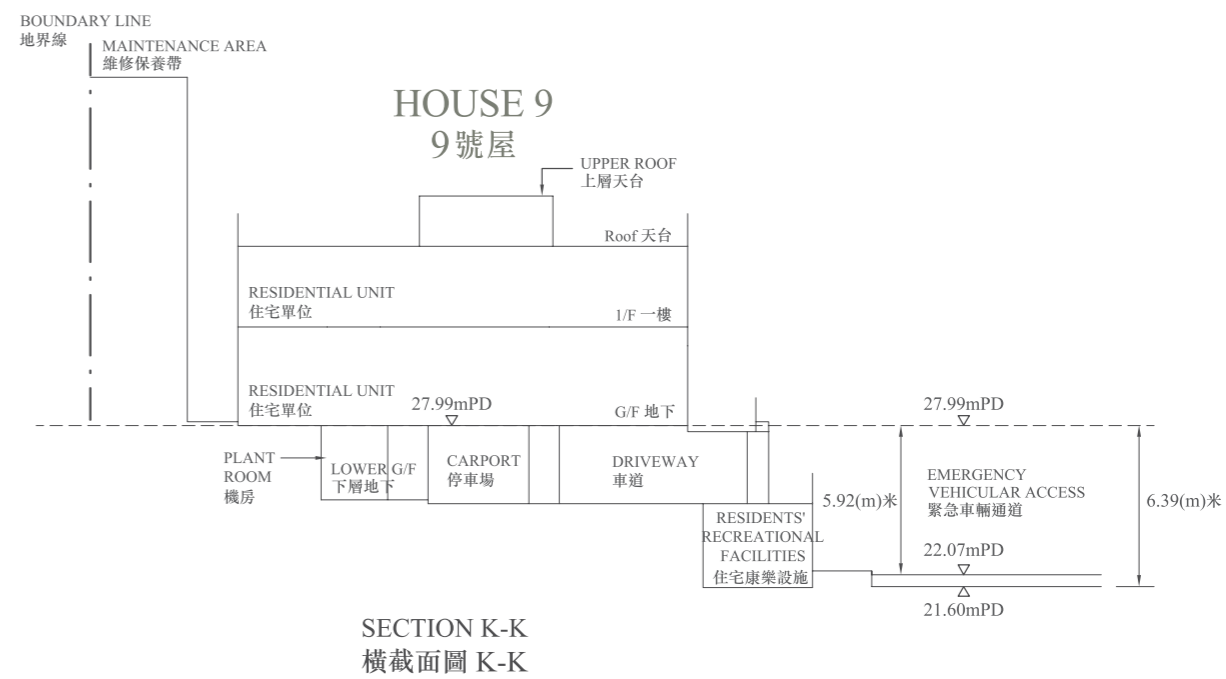 BOUNDARY LINE
地界線
MAINTENANCE AREA
維修保養帶
HOUSE 9
9號屋
UPPER ROOF
上層天台
Roof 天台
RESIDENTIAL UNIT
住宅單位
1/F 一樓
RESIDENTIAL UNIT
住宅單位
27.99mPD
G/F 地下
27.99mPD
PLANT
ROOM
機房
LOWER G/F
下層地下
CARPORT
停車場
DRIVEWAY
車道
RESIDENTS'
RECREATIONAL
FACILITIES
住宅康樂設施
5.92(m)米
EMERGENCY
VEHICULAR ACCESS
緊急車輛通道
6.39(m)米
22.07mPD
21.60mPD
SECTION K-K
橫截面圖 K-K